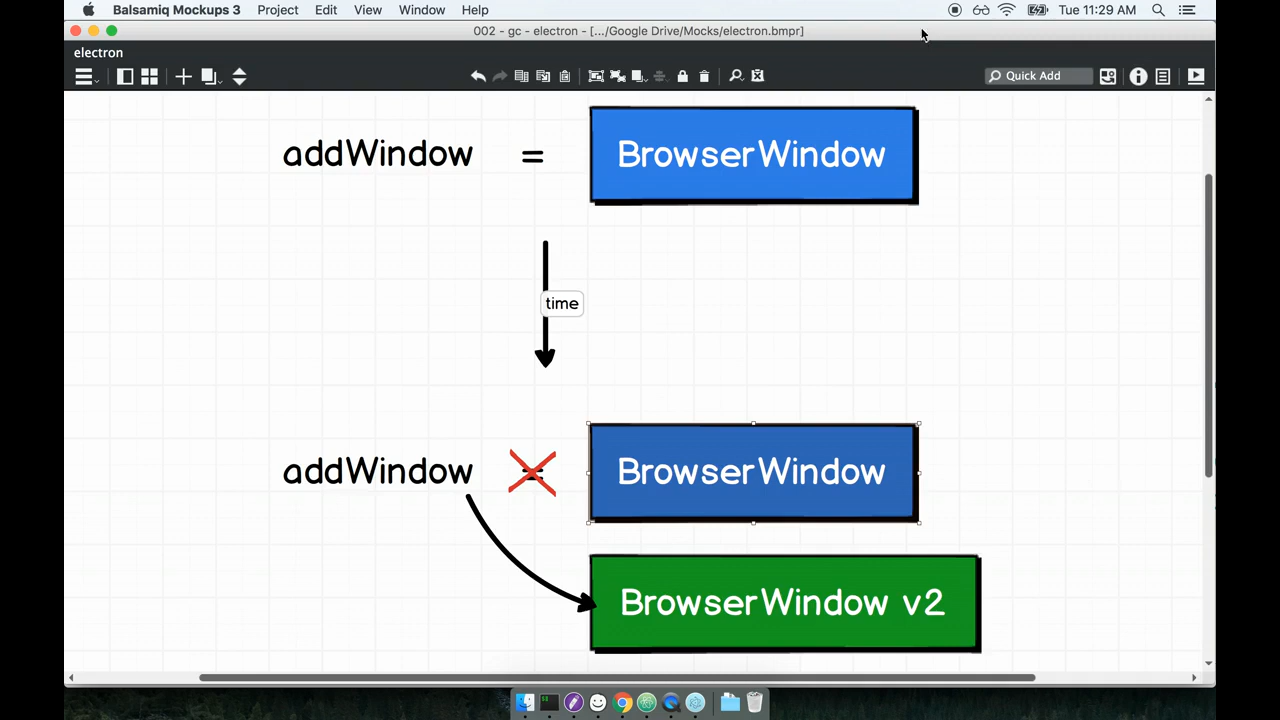 Balsamiq Mockups 3 Project Edit View Window Help Tue 11:29 AM
002 - gc - electron - [.../Google Drive/Mocks/electron.bmpr]
electron
Quick Add
addWindow = BrowserWindow
time
addWindow = BrowserWindow
BrowserWindow v2